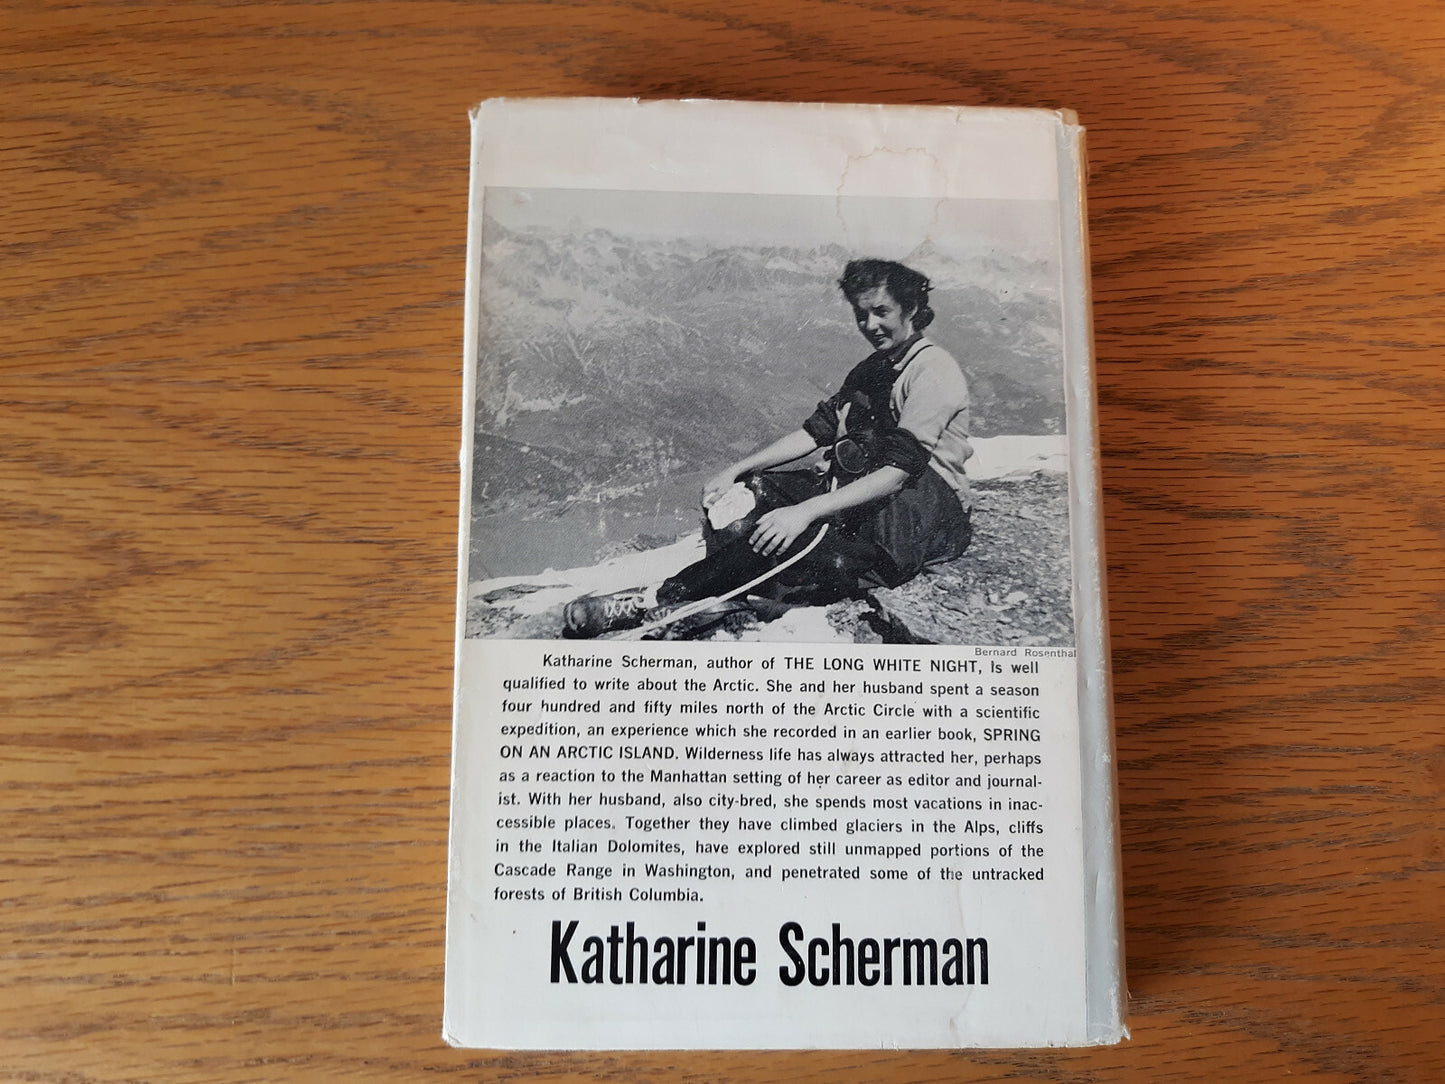 Bernard Rosenthal
Katharine Scherman, author of THE LONG WHITE NIGHT, is well
qualified to write about the Arctic. She and her husband spent a season
four hundred and fifty miles north of the Arctic Circle with a scientific
expedition, an experience which she recorded in an earlier book, SPRING
ON AN ARCTIC ISLAND. Wilderness life has always attracted her, perhaps
as a reaction to the Manhattan setting of her career as editor and journal-
ist. With her husband, also city-bred, she spends most vacations in inac-
cessible places. Together they have climbed glaciers in the Alps, cliffs
in the Italian Dolomites, have explored still unmapped portions of the
Cascade Range in Washington, and penetrated some of the untracked
forests of British Columbia.
Katharine Scherman